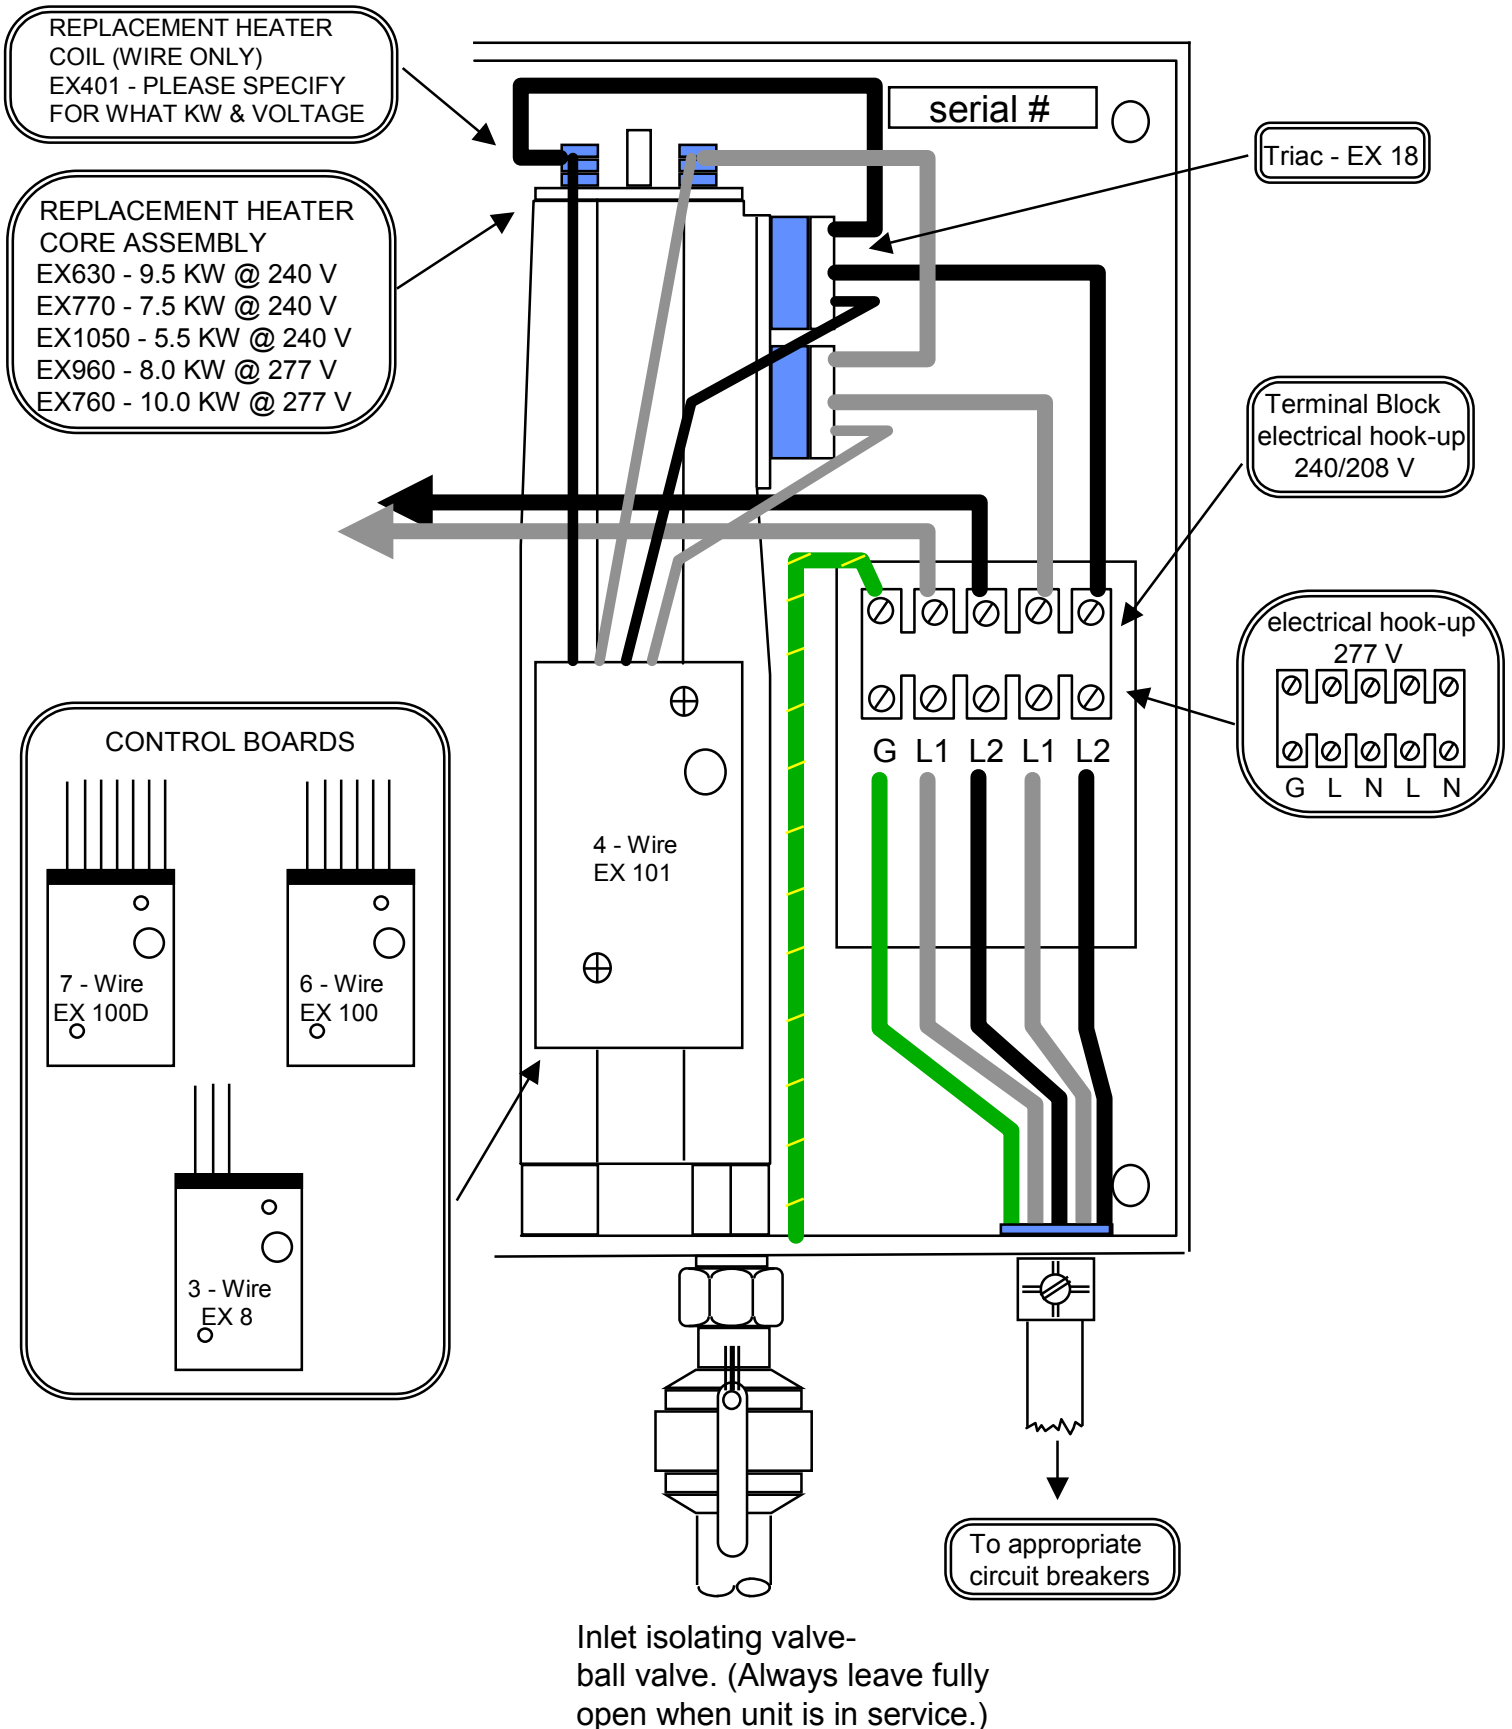 REPLACEMENT HEATER
COIL (WIRE ONLY)
EX401 - PLEASE SPECIFY
FOR WHAT KW & VOLTAGE
serial #
Triac - EX 18
REPLACEMENT HEATER
CORE ASSEMBLY
EX630 - 9.5 KW @ 240 V
EX770 - 7.5 KW @ 240 V
EX1050 - 5.5 KW @ 240 V
EX960 - 8.0 KW @ 277 V
EX760 - 10.0 KW @ 277 V
Terminal Block
electrical hook-up
240/208 V
electrical hook-up
277 V
G L N L N
G L1 L2 L1 L2
CONTROL BOARDS
7 - Wire
EX 100D
6 - Wire
EX 100
3 - Wire
EX 8
4 - Wire
EX 101
To appropriate
circuit breakers
Inlet isolating valve-
ball valve. (Always leave fully
open when unit is in service.)